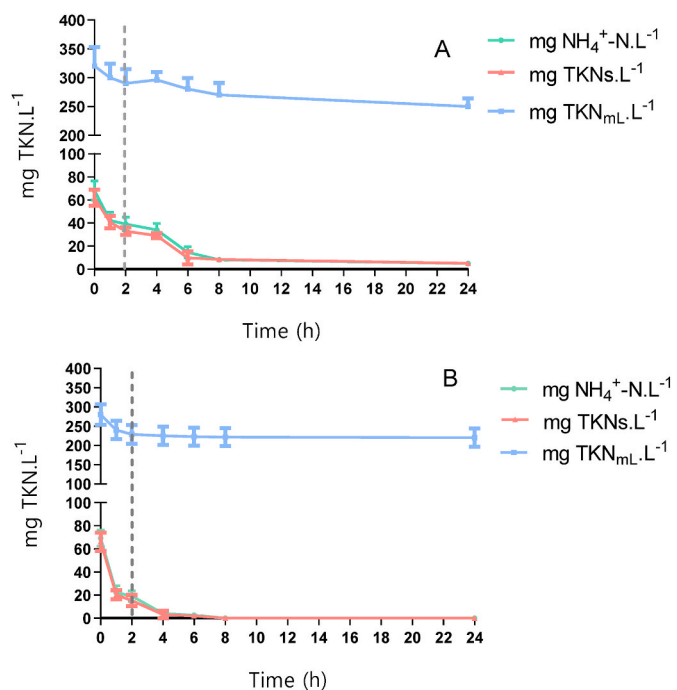 A
mg TKN.L⁻¹
400
350
300
250
200
100
80
60
40
20
0
0 2 4 6 8 10 12 14 16 18 20 22 24
Time (h)
mg NH₄⁺-N.L⁻¹
mg TKNs.L⁻¹
mg TKNₘL.L⁻¹
B
mg TKN.L⁻¹
400
350
300
250
200
150
100
80
60
40
20
0
0 2 4 6 8 10 12 14 16 18 20 22 24
Time (h)
mg NH₄⁺-N.L⁻¹
mg TKNs.L⁻¹
mg TKNₘL.L⁻¹